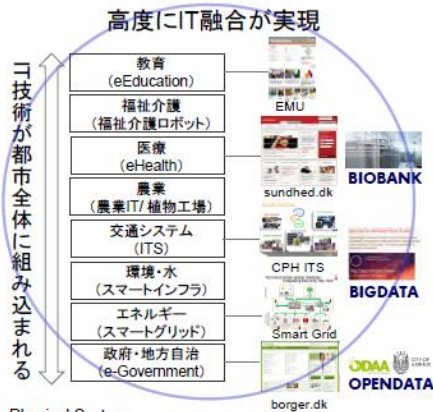 高度にIT融合が実現
IT技術が都市全体に組み込まれる
教育
(eEducation)
EMU
福祉介護
(福祉介護ロボット)
医療
(eHealth)
sundhed.dk
BIOBANK
農業
(農業IT/植物工場)
交通システム
(ITS)
CPH ITS
BIGDATA
環境・水
(スマートインフラ)
エネルギー
(スマートグリッド)
Smart Grid
政府・地方自治
(e-Government)
borger.dk
ODAA
CITY OF
AARHUS
OPENDATA